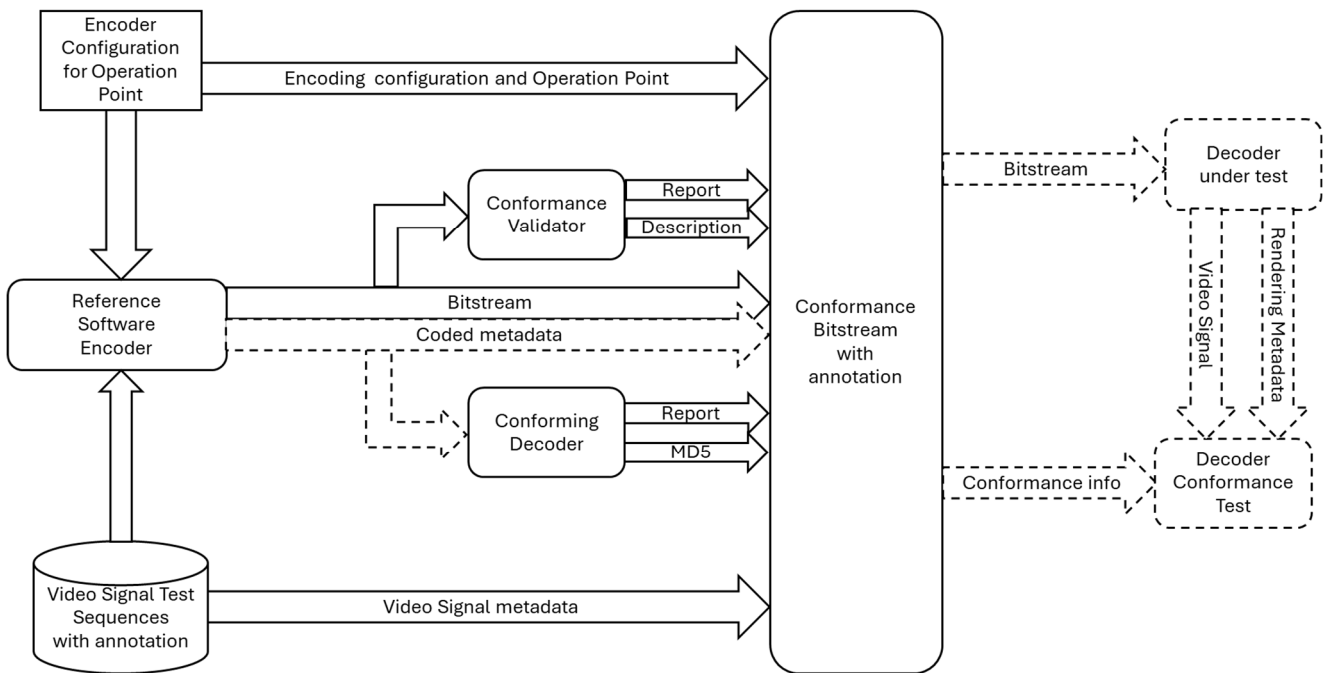 Encoder
Configuration
for Operation
Point
Encoding configuration and Operation Point
Conformance
Validator
Report
Description
Reference
Software
Encoder
Bitstream
Coded metadata
Conforming
Decoder
Report
MD5
Video Signal Test
Sequences
with annotation
Video Signal metadata
Conformance
Bitstream
with
annotation
Bitstream
Decoder
under test
Video Signal
Rendering Metadata
Conformance info
Decoder
Conformance
Test